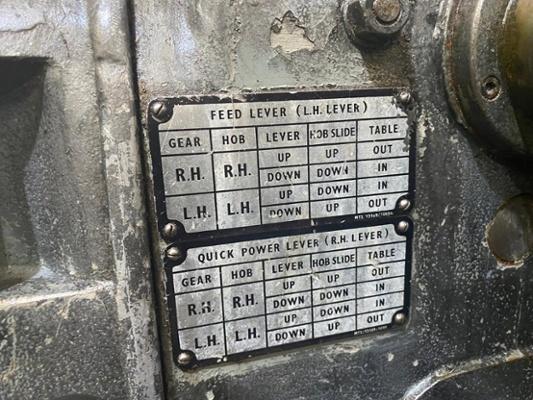 FEED LEVER (L.H. LEVER)
GEAR HOB LEVER HOB SLIDE TABLE
R.H. R.H. UP UP OUT
DOWN DOWN IN
L.H. L.H. UP DOWN IN
DOWN UP OUT
QUICK POWER LEVER (R.H. LEVER)
GEAR HOB LEVER HOB SLIDE TABLE
R.H. R.H. UP UP OUT
DOWN DOWN IN
L.H. L.H. UP DOWN IN
DOWN UP OUT